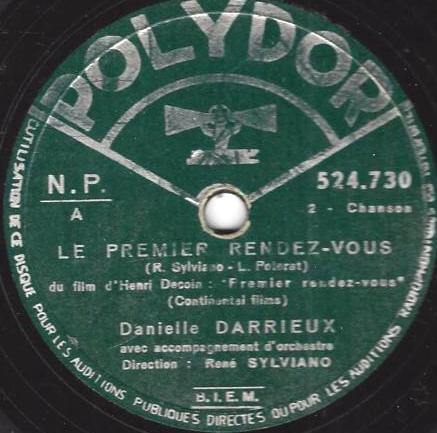 POLYDOR
N. P.
A
524.730
2 - Chanson
LE PREMIER RENDEZ-VOUS
(R. Sylviano - L. Poterat)
du film d'Henri Decoin : "Premier rendez-vous"
(Continental films)
Danielle DARRIEUX
avec accompagnement d'orchestre
Direction : René SYLVIANO
B. I. E. M.
L'UTILISATION DE CE DISQUE POUR LES AUDITIONS PUBLIQUES DIRECTES OU POUR LES AUDITIONS